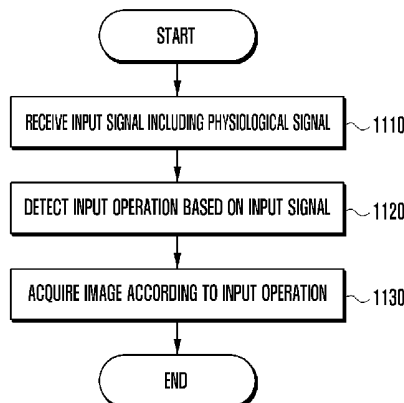 START
RECEIVE INPUT SIGNAL INCLUDING PHYSIOLOGICAL SIGNAL 1110
DETECT INPUT OPERATION BASED ON INPUT SIGNAL 1120
ACQUIRE IMAGE ACCORDING TO INPUT OPERATION 1130
END